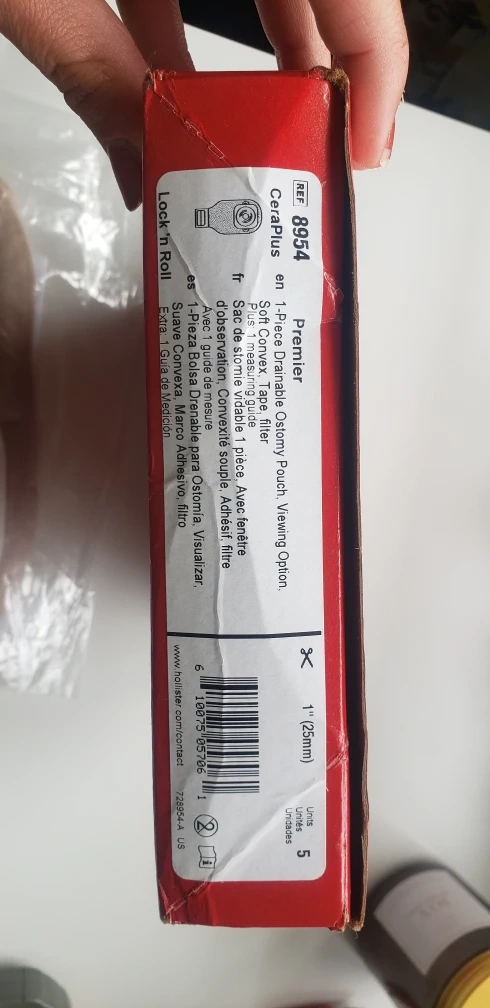 REF 8954
CeraPlus
Lock 'n Roll
Premier
en 1-Piece Drainable Ostomy Pouch, Viewing Option,
Soft Convex, Tape, filter
Plus: 1 measuring guide
fr Sac de stomie vidable 1 pièce, Avec fenêtre
d'observation, Convexité souple, Adhésif, filtre
Avec 1 guide de mesure
es 1-Pieza Bolsa Drenable para Ostomía, Visualizar,
Suave Convexa, Marco Adhesivo, filtro
Extra: 1 Guía de Medición
1" (25mm)
Units
Unités
Unidades
5
6 10075 05706 1
2
i
www.hollister.com/contact
728954-A US